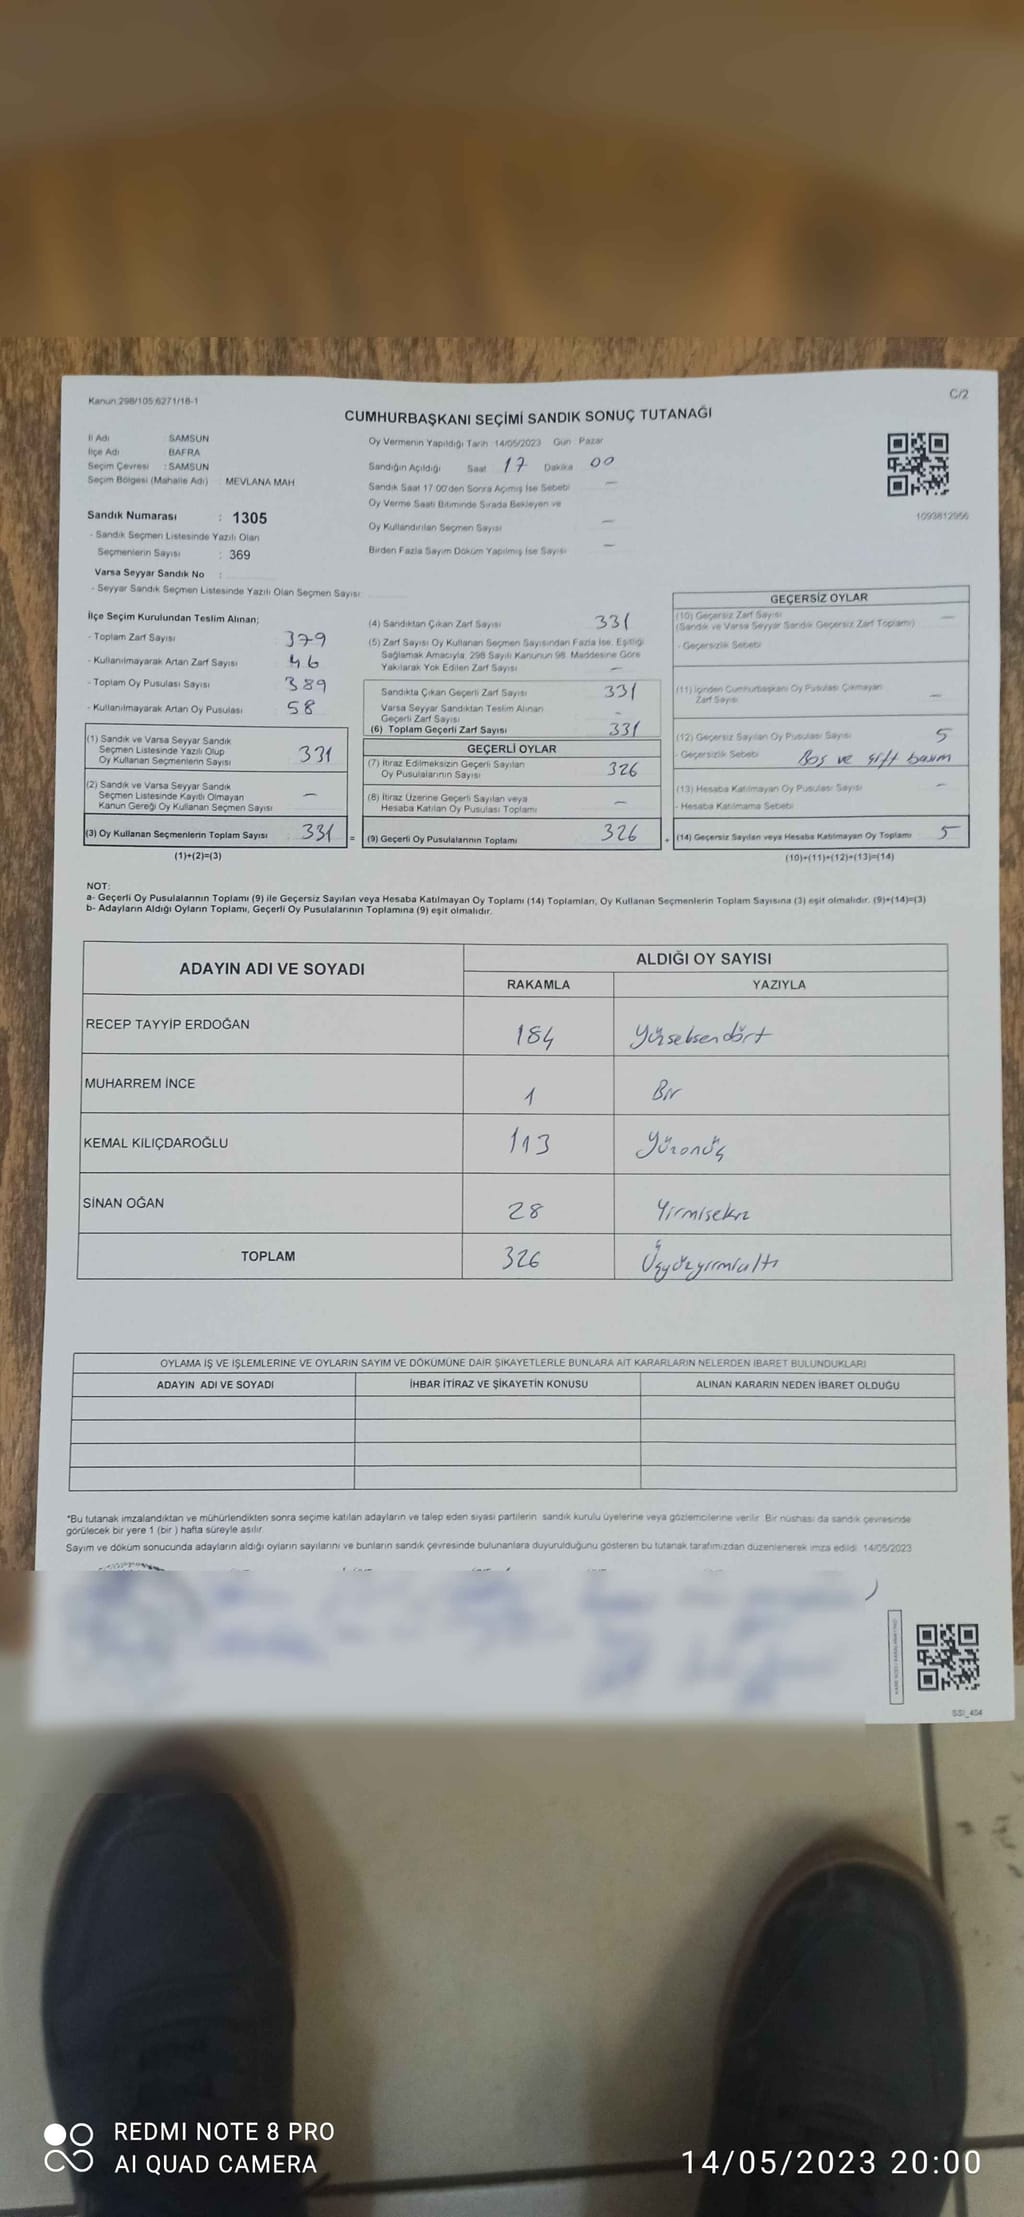 Kanun:298/105;6271/18-1
C/2
CUMHURBAŞKANI SEÇİMİ SANDIK SONUÇ TUTANAĞI
İl Adı SAMSUN
İlçe Adı BAFRA
Seçim Çevresi : SAMSUN
Seçim Bölgesi (Mahalle Adı) MEVLANA MAH
Sandık Numarası : 1305
- Sandık Seçmen Listesinde Yazılı Olan
Seçmenlerin Sayısı : 369
Varsa Seyyar Sandık No :
- Seyyar Sandık Seçmen Listesinde Yazılı Olan Seçmen Sayısı:
Oy Vermenin Yapıldığı Tarih 14/05/2023 Gün Pazar
Sandığın Açıldığı Saat 17 Dakika 00
Sandık Saat 17:00'den Sonra Açılmış İse Sebebi —
Oy Verme Saati Bitiminde Sırada Bekleyen ve
Oy Kullandırılan Seçmen Sayısı —
Birden Fazla Sayım Döküm Yapılmış İse Sayısı —
1093812956
İlçe Seçim Kurulundan Teslim Alınan;
- Toplam Zarf Sayısı 379
- Kullanılmayarak Artan Zarf Sayısı 46
- Toplam Oy Pusulası Sayısı 389
- Kullanılmayarak Artan Oy Pusulası 58
(1) Sandık ve Varsa Seyyar Sandık
Seçmen Listesinde Yazılı Olup
Oy Kullanan Seçmenlerin Sayısı 331
(2) Sandık ve Varsa Seyyar Sandık
Seçmen Listesinde Kayıtlı Olmayan
Kanun Gereği Oy Kullanan Seçmen Sayısı —
(3) Oy Kullanan Seçmenlerin Toplam Sayısı 331 =
(1)+(2)=(3)
(4) Sandıktan Çıkan Zarf Sayısı 331
(5) Zarf Sayısı Oy Kullanan Seçmen Sayısından Fazla İse, Eşitliği
Sağlamak Amacıyla, 298 Sayılı Kanunun 98. Maddesine Göre
Yakılarak Yok Edilen Zarf Sayısı —
Sandıkta Çıkan Geçerli Zarf Sayısı 331
Varsa Seyyar Sandıktan Teslim Alınan
Geçerli Zarf Sayısı -
(6) Toplam Geçerli Zarf Sayısı 331
GEÇERLİ OYLAR
(7) İtiraz Edilmeksizin Geçerli Sayılan
Oy Pusulalarının Sayısı 326
(8) İtiraz Üzerine Geçerli Sayılan veya
Hesaba Katılan Oy Pusulası Toplamı —
(9) Geçerli Oy Pusulalarının Toplamı 326 +
GEÇERSİZ OYLAR
(10) Geçersiz Zarf Sayısı —
(Sandık ve Varsa Seyyar Sandık Geçersiz Zarf Toplamı)
- Geçersizlik Sebebi
(11) İçinden Cumhurbaşkanı Oy Pusulası Çıkmayan
Zarf Sayısı —
(12) Geçersiz Sayılan Oy Pusulası Sayısı 5
- Geçersizlik Sebebi Boş ve çift basım
(13) Hesaba Katılmayan Oy Pusulası Sayısı —
- Hesaba Katılmama Sebebi
(14) Geçersiz Sayılan veya Hesaba Katılmayan Oy Toplamı 5
(10)+(11)+(12)+(13)=(14)
NOT:
a- Geçerli Oy Pusulalarının Toplamı (9) ile Geçersiz Sayılan veya Hesaba Katılmayan Oy Toplamı (14) Toplamları, Oy Kullanan Seçmenlerin Toplam Sayısına (3) eşit olmalıdır. (9)+(14)=(3)
b- Adayların Aldığı Oyların Toplamı, Geçerli Oy Pusulalarının Toplamına (9) eşit olmalıdır.
ADAYIN ADI VE SOYADI ALDIĞI OY SAYISI
RAKAMLA YAZIYLA
RECEP TAYYİP ERDOĞAN 184 Yüzseksendört
MUHARREM İNCE 1 Bir
KEMAL KILIÇDAROĞLU 113 Yüzonüç
SİNAN OĞAN 28 Yirmisekiz
TOPLAM 326 Üçyüzyirmialtı
OYLAMA İŞ VE İŞLEMLERİNE VE OYLARIN SAYIM VE DÖKÜMÜNE DAİR ŞİKAYETLERLE BUNLARA AİT KARARLARIN NELERDEN İBARET BULUNDUKLARI
ADAYIN ADI VE SOYADI İHBAR İTİRAZ VE ŞİKAYETİN KONUSU ALINAN KARARIN NEDEN İBARET OLDUĞU
*Bu tutanak imzalandıktan ve mühürlendikten sonra seçime katılan adayların ve talep eden siyasi partilerin sandık kurulu üyelerine veya gözlemcilerine verilir. Bir nüshası da sandık çevresinde
görülecek bir yere 1 (bir ) hafta süreyle asılır.
Sayım ve döküm sonucunda adayların aldığı oyların sayılarını ve bunların sandık çevresinde bulunanlara duyurulduğunu gösteren bu tutanak tarafımızdan düzenlenerek imza edildi. 14/05/2023
SSI_404
REDMI NOTE 8 PRO
AI QUAD CAMERA
14/05/2023 20:00